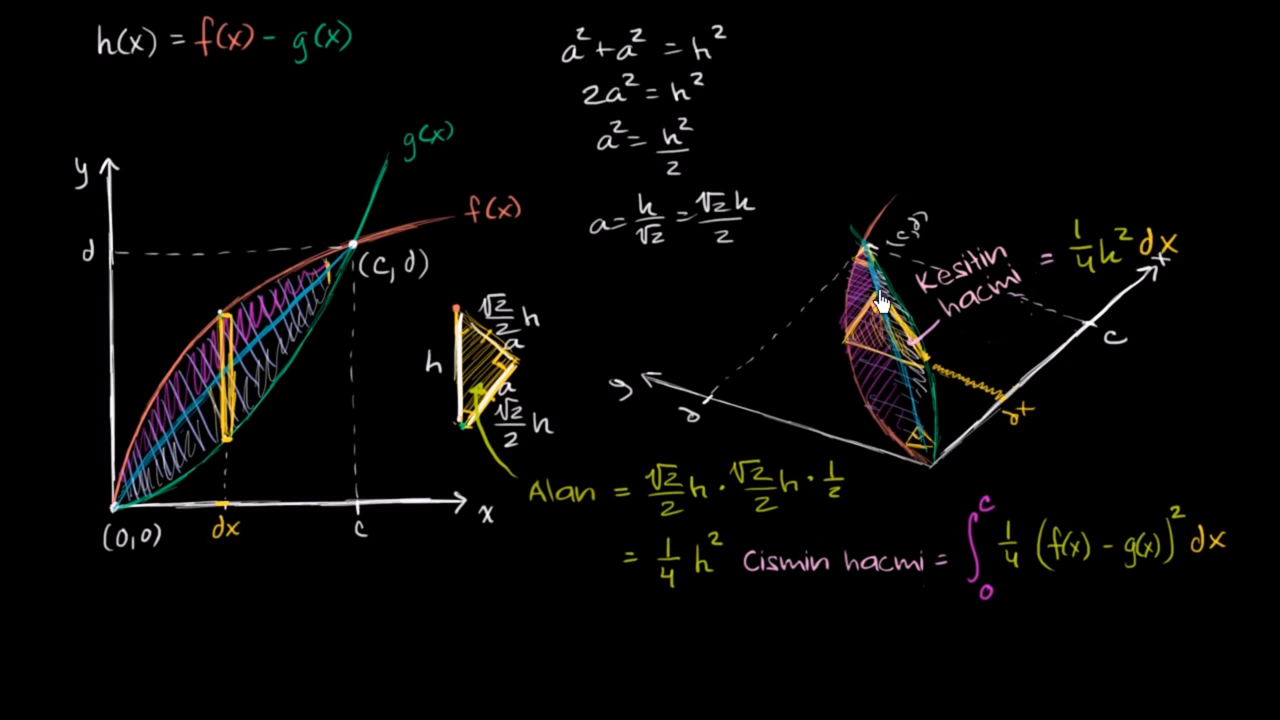 h(x) = f(x) - g(x)
a² + a² = h²
2a² = h²
a² = h²/2
a = h/√2 = √2h/2
y
g(x)
f(x)
d
(c, d)
(0,0)
dx
c
x
h
√2/2 h
a
a
√2/2 h
Alan = √2/2 h · √2/2 h · 1/2
= 1/4 h²
(c,d)
Kesitin hacmi = 1/4 h² dx
x
c
y
d
dx
Cismin hacmi = ∫₀ᶜ 1/4 (f(x) - g(x))² dx